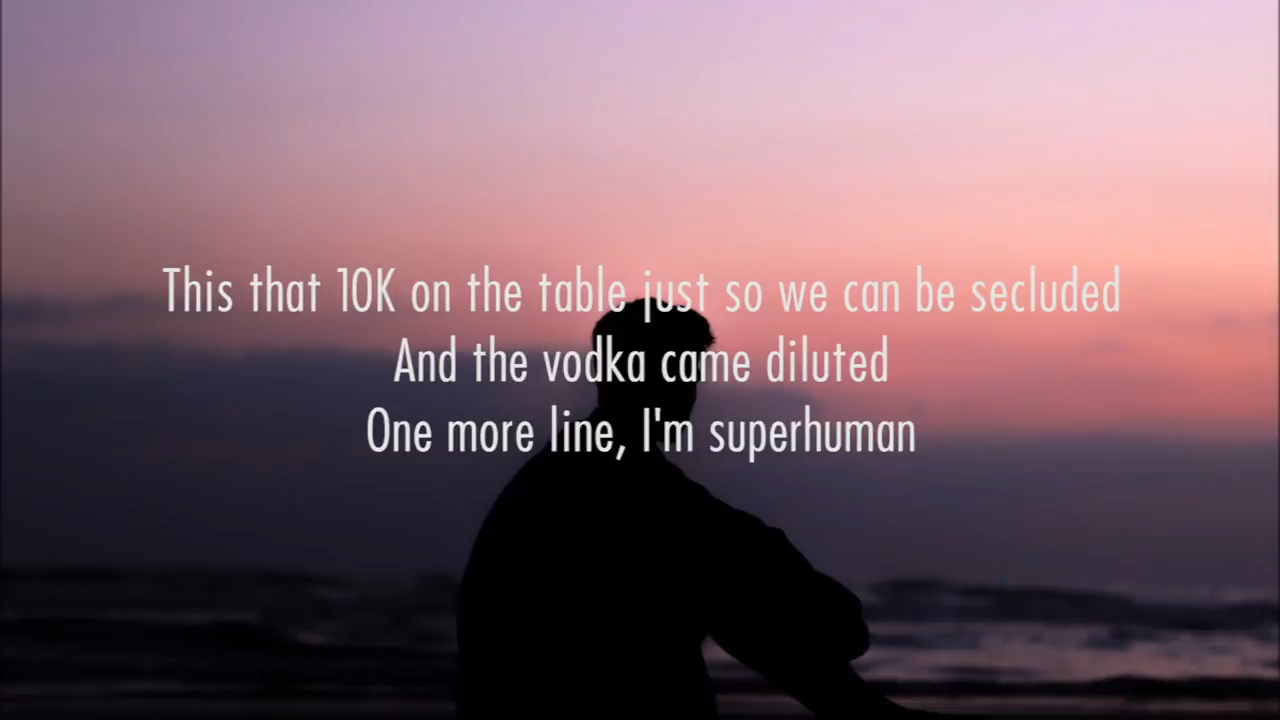 This that 10K on the table just so we can be secluded
And the vodka came diluted
One more line, I'm superhuman